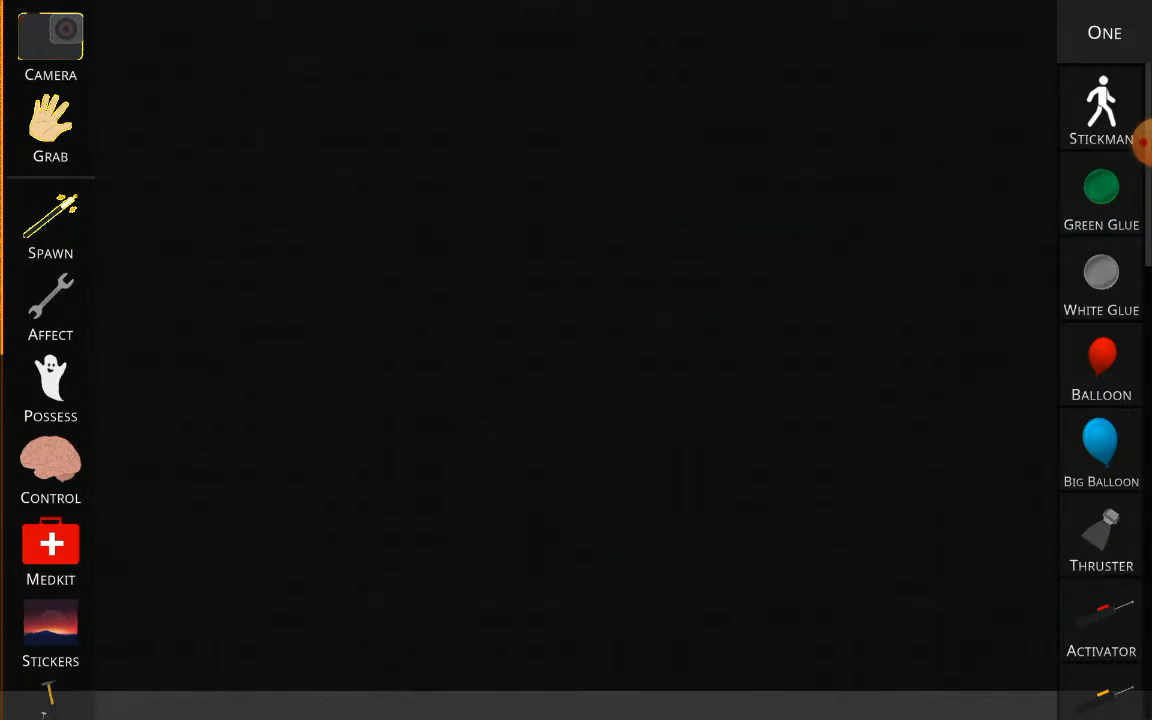 CAMERA
GRAB
SPAWN
AFFECT
POSSESS
CONTROL
MEDKIT
STICKERS
ONE
STICKMAN
GREEN GLUE
WHITE GLUE
BALLOON
BIG BALLOON
THRUSTER
ACTIVATOR